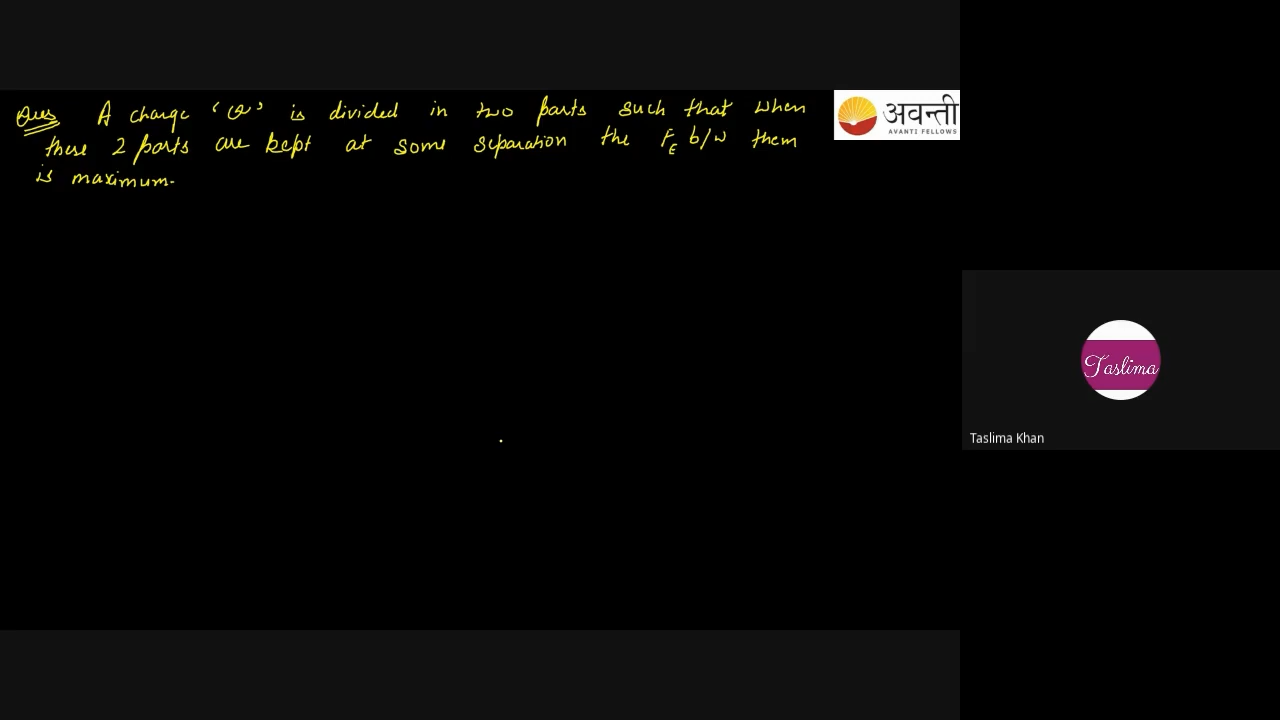 Ques A charge 'Q' is divided in two parts such that when
these 2 parts are kept at some separation the F_E b/w them
is maximum.
अवन्ती
AVANTI FELLOWS
Taslima
Taslima Khan